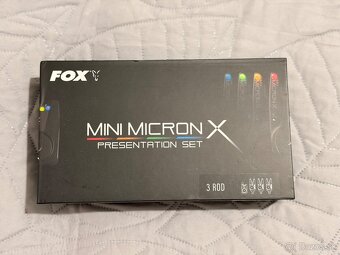 FOX
MINI MICRON X
PRESENTATION SET
3 ROD